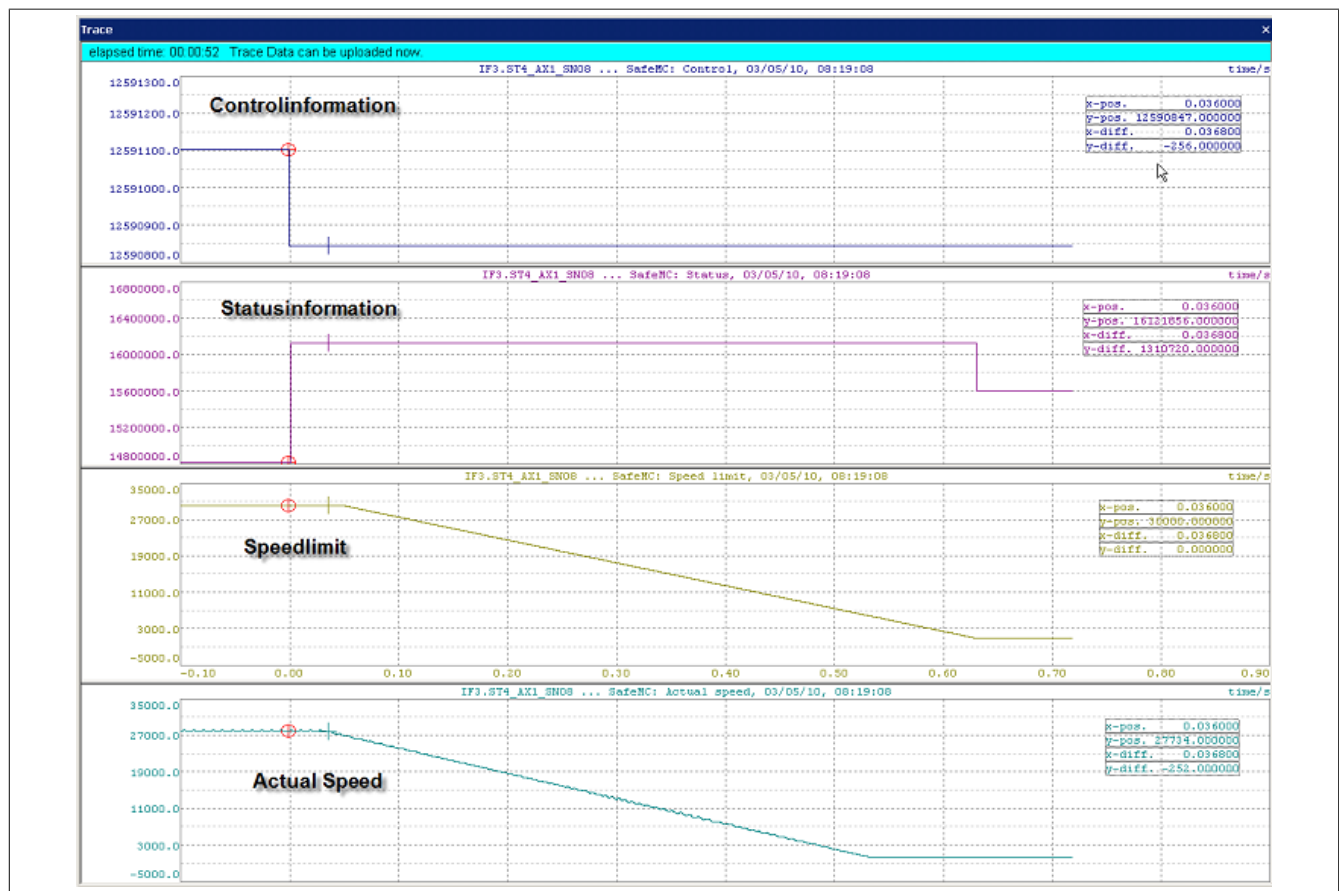 Trace
elapsed time: 00:00:52 Trace Data can be uploaded now.
IF3.ST4_AX1_SN08 ... SafeMC: Control, 03/05/10, 08:19:08 time/s
12591300.0
Controlinformation
12591200.0
12591100.0
12591000.0
12590900.0
12590800.0
x-pos. 0.036000
y-pos. 12590847.000000
x-diff. 0.036800
y-diff. -256.000000
IF3.ST4_AX1_SN08 ... SafeMC: Status, 03/05/10, 08:19:08 time/s
16800000.0
Statusinformation
16400000.0
16000000.0
15600000.0
15200000.0
14800000.0
x-pos. 0.036000
y-pos. 16121856.000000
x-diff. 0.036800
y-diff. 1310720.000000
IF3.ST4_AX1_SN08 ... SafeMC: Speed limit, 03/05/10, 08:19:08 time/s
35000.0
27000.0
Speedlimit
19000.0
11000.0
3000.0
-5000.0
x-pos. 0.036000
y-pos. 30000.000000
x-diff. 0.036800
y-diff. 0.000000
-0.10 0.00 0.10 0.20 0.30 0.40 0.50 0.60 0.70 0.80 0.90
IF3.ST4_AX1_SN08 ... SafeMC: Actual speed, 03/05/10, 08:19:08 time/s
35000.0
27000.0
19000.0
Actual Speed
11000.0
3000.0
-5000.0
x-pos. 0.036000
y-pos. 27734.000000
x-diff. 0.036800
y-diff. -252.000000